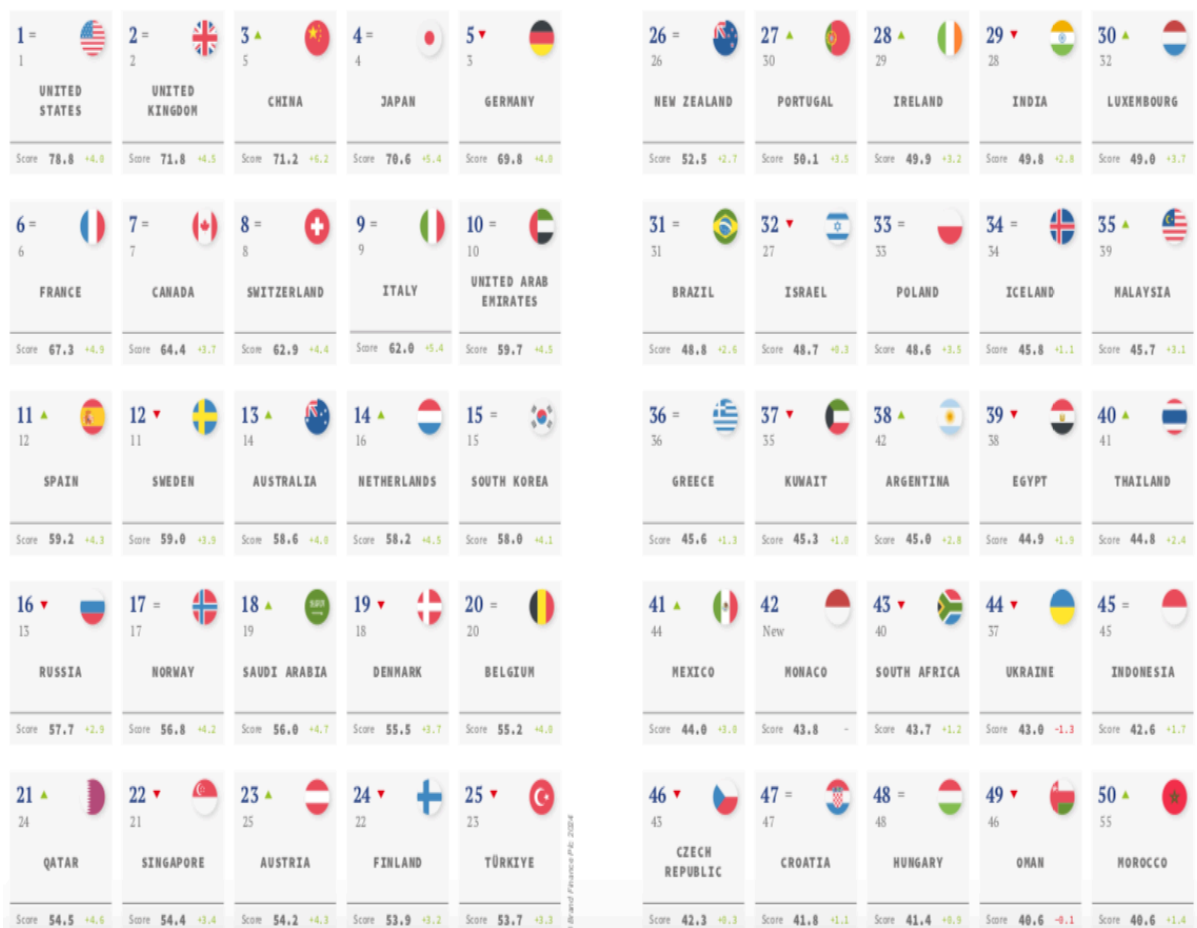 1 =
1
UNITED
STATES
Score 78.8 +4.0
2 =
2
UNITED
KINGDOM
Score 71.8 +4.5
3 ▲
5
CHINA
Score 71.2 +6.2
4 =
4
JAPAN
Score 70.6 +5.4
5 ▼
3
GERMANY
Score 69.8 +4.0
6 =
6
FRANCE
Score 67.3 +4.9
7 =
7
CANADA
Score 64.4 +3.7
8 =
8
SWITZERLAND
Score 62.9 +4.4
9 =
9
ITALY
Score 62.0 +5.4
10 =
10
UNITED ARAB
EMIRATES
Score 59.7 +4.5
11 ▲
12
SPAIN
Score 59.2 +4.3
12 ▼
11
SWEDEN
Score 59.0 +3.9
13 ▲
14
AUSTRALIA
Score 58.6 +4.0
14 ▲
16
NETHERLANDS
Score 58.2 +4.5
15 =
15
SOUTH KOREA
Score 58.0 +4.1
16 ▼
13
RUSSIA
Score 57.7 +2.9
17 =
17
NORWAY
Score 56.8 +4.2
18 ▲
19
SAUDI ARABIA
Score 56.0 +4.7
19 ▼
18
DENMARK
Score 55.5 +3.7
20 =
20
BELGIUM
Score 55.2 +4.0
21 ▲
24
QATAR
Score 54.5 +4.6
22 ▼
21
SINGAPORE
Score 54.4 +3.4
23 ▲
25
AUSTRIA
Score 54.2 +4.3
24 ▼
22
FINLAND
Score 53.9 +3.2
25 ▼
23
TÜRKIYE
Score 53.7 +3.3
Brand Finance Plc 2024
26 =
26
NEW ZEALAND
Score 52.5 +2.7
27 ▲
30
PORTUGAL
Score 50.1 +3.5
28 ▲
29
IRELAND
Score 49.9 +3.2
29 ▼
28
INDIA
Score 49.8 +2.8
30 ▲
32
LUXEMBOURG
Score 49.0 +3.7
31 =
31
BRAZIL
Score 48.8 +2.6
32 ▼
27
ISRAEL
Score 48.7 +0.3
33 =
33
POLAND
Score 48.6 +3.5
34 =
34
ICELAND
Score 45.8 +1.1
35 ▲
39
MALAYSIA
Score 45.7 +3.1
36 =
36
GREECE
Score 45.6 +1.3
37 ▼
35
KUWAIT
Score 45.3 +1.0
38 ▲
42
ARGENTINA
Score 45.0 +2.8
39 ▼
38
EGYPT
Score 44.9 +1.9
40 ▲
41
THAILAND
Score 44.8 +2.4
41 ▲
44
MEXICO
Score 44.0 +3.0
42
New
MONACO
Score 43.8 -
43 ▼
40
SOUTH AFRICA
Score 43.7 +1.2
44 ▼
37
UKRAINE
Score 43.0 -1.3
45 =
45
INDONESIA
Score 42.6 +1.7
46 ▼
43
CZECH
REPUBLIC
Score 42.3 +0.3
47 =
47
CROATIA
Score 41.8 +1.1
48 =
48
HUNGARY
Score 41.4 +0.9
49 ▼
46
OMAN
Score 40.6 -0.1
50 ▲
55
MOROCCO
Score 40.6 +1.4